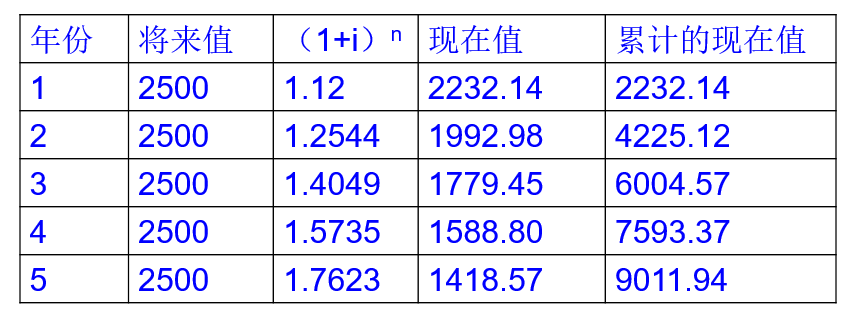 年份 将来值 （1+i）ⁿ 现在值 累计的现在值
1 2500 1.12 2232.14 2232.14
2 2500 1.2544 1992.98 4225.12
3 2500 1.4049 1779.45 6004.57
4 2500 1.5735 1588.80 7593.37
5 2500 1.7623 1418.57 9011.94